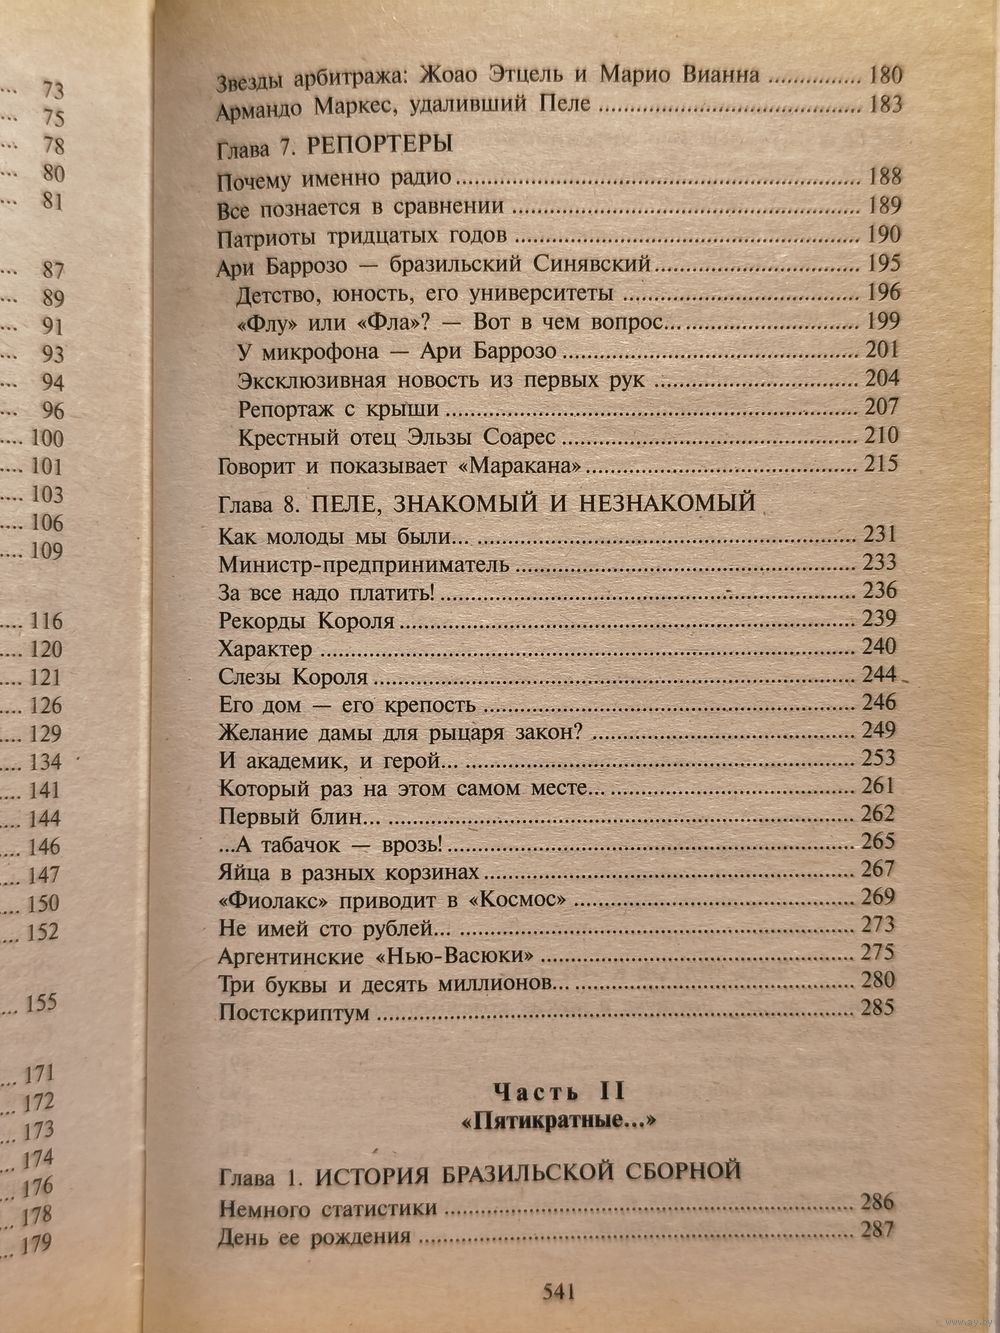 73
75
78
80
81
87
89
91
93
94
96
100
101
103
106
109
116
120
121
126
129
134
141
144
146
147
150
152
155
171
172
173
174
176
178
179
Звезды арбитража: Жоао Этцель и Марио Вианна 180
Армандо Маркес, удаливший Пеле 183
Глава 7. РЕПОРТЕРЫ
Почему именно радио 188
Все познается в сравнении 189
Патриоты тридцатых годов 190
Ари Баррозо — бразильский Синявский 195
Детство, юность, его университеты 196
«Флу» или «Фла»? — Вот в чем вопрос... 199
У микрофона — Ари Баррозо 201
Эксклюзивная новость из первых рук 204
Репортаж с крыши 207
Крестный отец Эльзы Соарес 210
Говорит и показывает «Маракана» 215
Глава 8. ПЕЛЕ, ЗНАКОМЫЙ И НЕЗНАКОМЫЙ
Как молоды мы были... 231
Министр-предприниматель 233
За все надо платить! 236
Рекорды Короля 239
Характер 240
Слезы Короля 244
Его дом — его крепость 246
Желание дамы для рыцаря закон? 249
И академик, и герой... 253
Который раз на этом самом месте... 261
Первый блин... 262
...А табачок — врозь! 265
Яйца в разных корзинах 267
«Фиолакс» приводит в «Космос» 269
Не имей сто рублей... 273
Аргентинские «Нью-Васюки» 275
Три буквы и десять миллионов... 280
Постскриптум 285
Часть II
«Пятикратные...»
Глава 1. ИСТОРИЯ БРАЗИЛЬСКОЙ СБОРНОЙ
Немного статистики 286
День ее рождения 287
541
www.ay.by